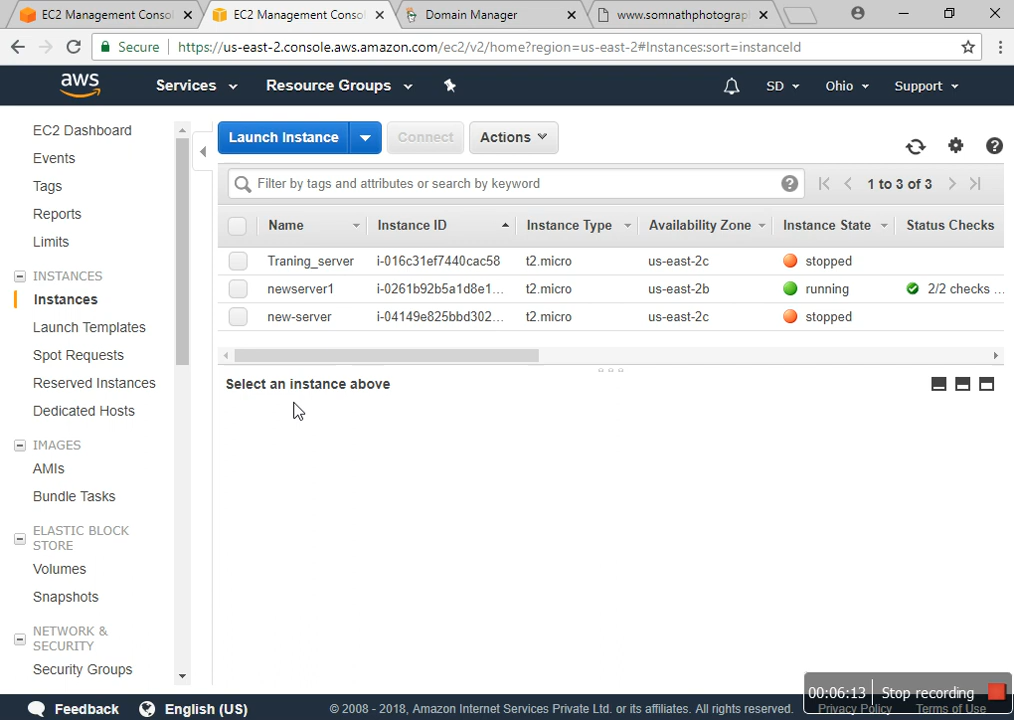 EC2 Management Conso
EC2 Management Conso
Domain Manager
www.somnathphotograp
Secure
https://us-east-2.console.aws.amazon.com/ec2/v2/home?region=us-east-2#Instances:sort=instanceId
aws
Services
Resource Groups
SD
Ohio
Support
EC2 Dashboard
Events
Tags
Reports
Limits
INSTANCES
Instances
Launch Templates
Spot Requests
Reserved Instances
Dedicated Hosts
IMAGES
AMIs
Bundle Tasks
ELASTIC BLOCK
STORE
Volumes
Snapshots
NETWORK &
SECURITY
Security Groups
Launch Instance
Connect
Actions
Filter by tags and attributes or search by keyword
1 to 3 of 3
Name Instance ID Instance Type Availability Zone Instance State Status Checks
Traning_server i-016c31ef7440cac58 t2.micro us-east-2c stopped
newserver1 i-0261b92b5a1d8e1... t2.micro us-east-2b running 2/2 checks ...
new-server i-04149e825bbd302... t2.micro us-east-2c stopped
Select an instance above
00:06:13 Stop recording
Feedback English (US) © 2008 - 2018, Amazon Internet Services Private Ltd. or its affiliates. All rights reserved. Privacy Policy Terms of Use